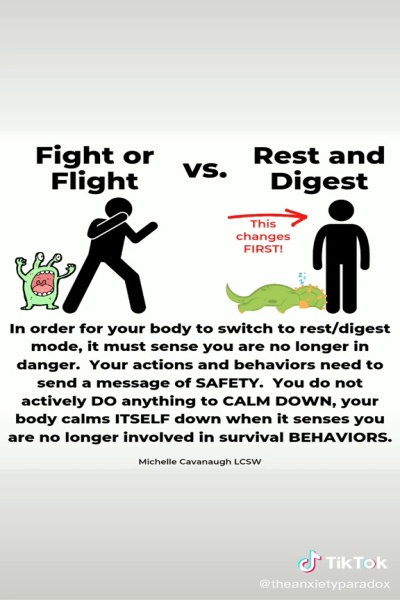 Fight or
Flight
vs.
Rest and
Digest
This
changes
FIRST!
In order for your body to switch to rest/digest
mode, it must sense you are no longer in
danger. Your actions and behaviors need to
send a message of SAFETY. You do not
actively DO anything to CALM DOWN, your
body calms ITSELF down when it senses you
are no longer involved in survival BEHAVIORS.
Michelle Cavanaugh LCSW
TikTok
@theanxietyparadox